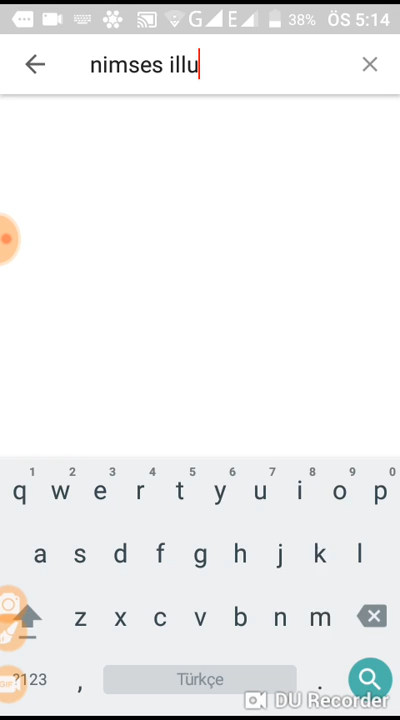 G E 38% ÖS 5:14
nimses illu
1 2 3 4 5 6 7 8 9 0
q w e r t y u i o p
a s d f g h j k l
z x c v b n m
?123 , Türkçe .
GIF
DU Recorder